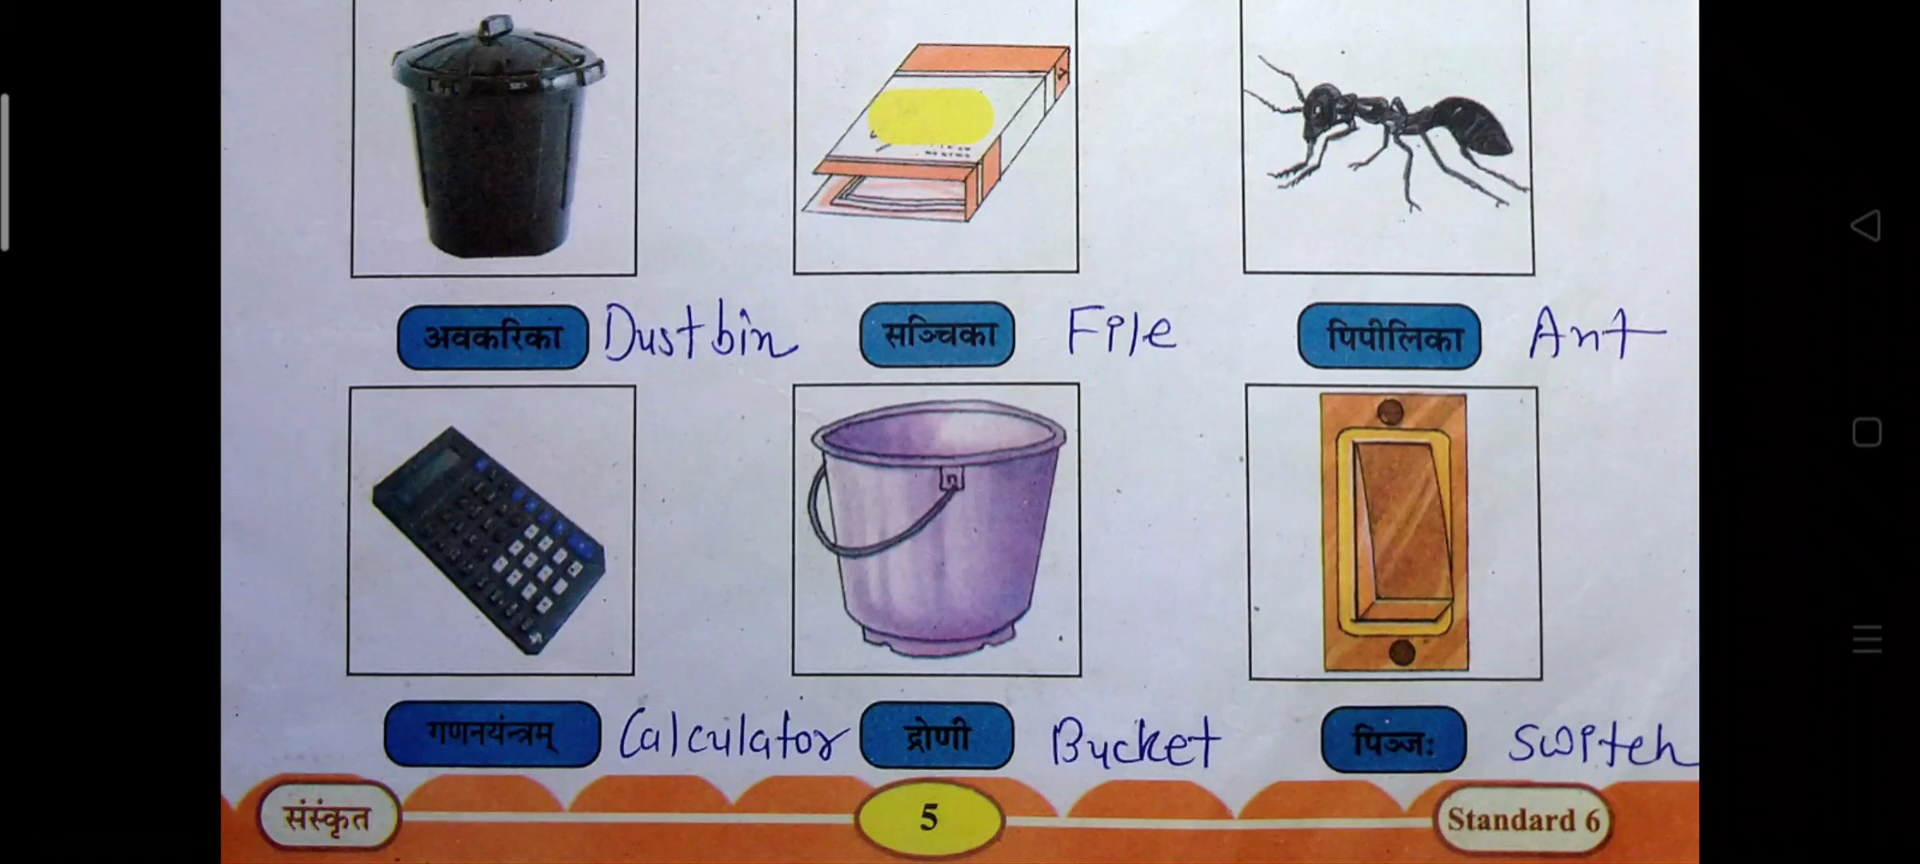 अवकरिका Dustbin सञ्चिका File पिपीलिका Ant
गणनयंन्त्रम् Calculator द्रोणी Bucket पिञ्जः Switch
संस्कृत 5 Standard 6